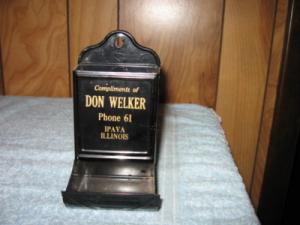 Compliments of
DON WELKER
Phone 61
IPAVA
ILLINOIS